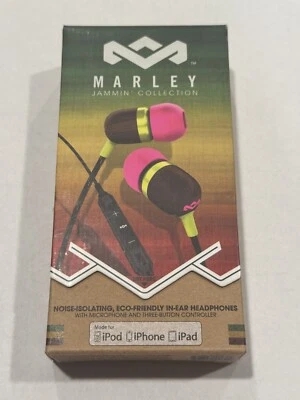 ™
MARLEY
JAMMIN' COLLECTION
NOISE-ISOLATING, ECO-FRIENDLY IN-EAR HEADPHONES
WITH MICROPHONE AND THREE-BUTTON CONTROLLER
Made for
iPod iPhone iPad